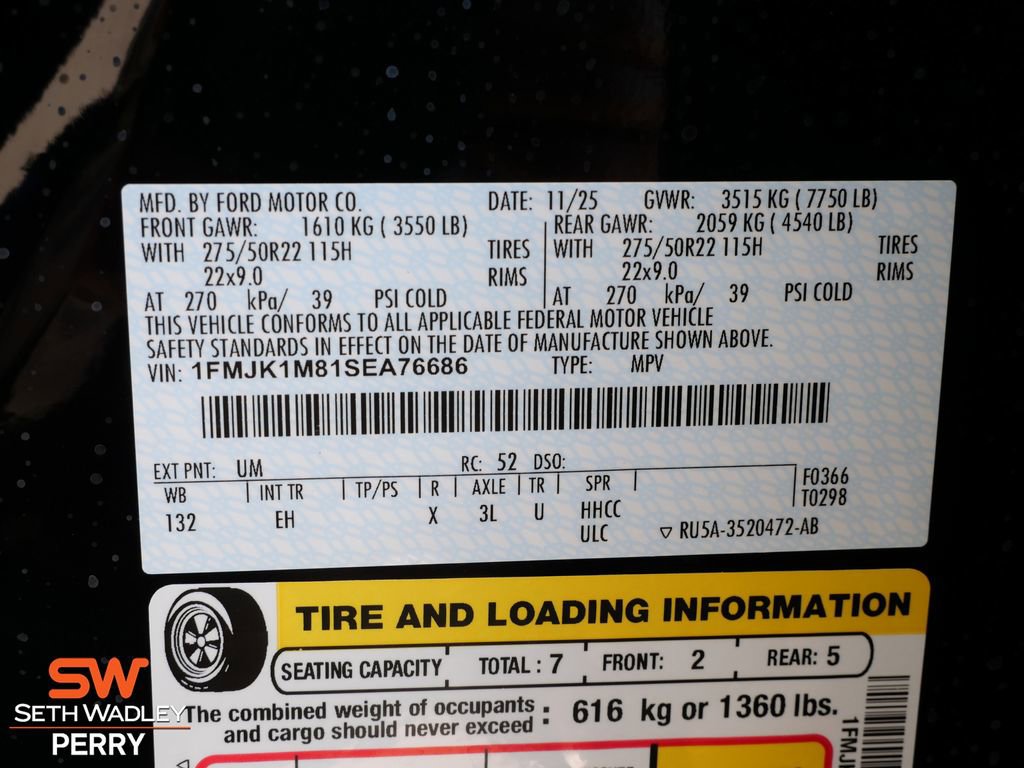 MFD. BY FORD MOTOR CO. DATE: 11/25 GVWR: 3515 KG ( 7750 LB)
FRONT GAWR: 1610 KG ( 3550 LB) REAR GAWR: 2059 KG ( 4540 LB)
WITH 275/50R22 115H TIRES WITH 275/50R22 115H TIRES
22x9.0 RIMS 22x9.0 RIMS
AT 270 kPa/ 39 PSI COLD AT 270 kPa/ 39 PSI COLD
THIS VEHICLE CONFORMS TO ALL APPLICABLE FEDERAL MOTOR VEHICLE
SAFETY STANDARDS IN EFFECT ON THE DATE OF MANUFACTURE SHOWN ABOVE.
VIN: 1FMJK1M81SEA76686 TYPE: MPV
EXT PNT: UM RC: 52 DSO:
WB INT TR TP/PS R AXLE TR SPR F0366
T0298
132 EH X 3L U HHCC
ULC ▽ RU5A-3520472-AB
TIRE AND LOADING INFORMATION
SEATING CAPACITY TOTAL : 7 FRONT: 2 REAR: 5
The combined weight of occupants and cargo should never exceed : 616 kg or 1360 lbs.
1FMJ
SW
SETH WADLEY
PERRY